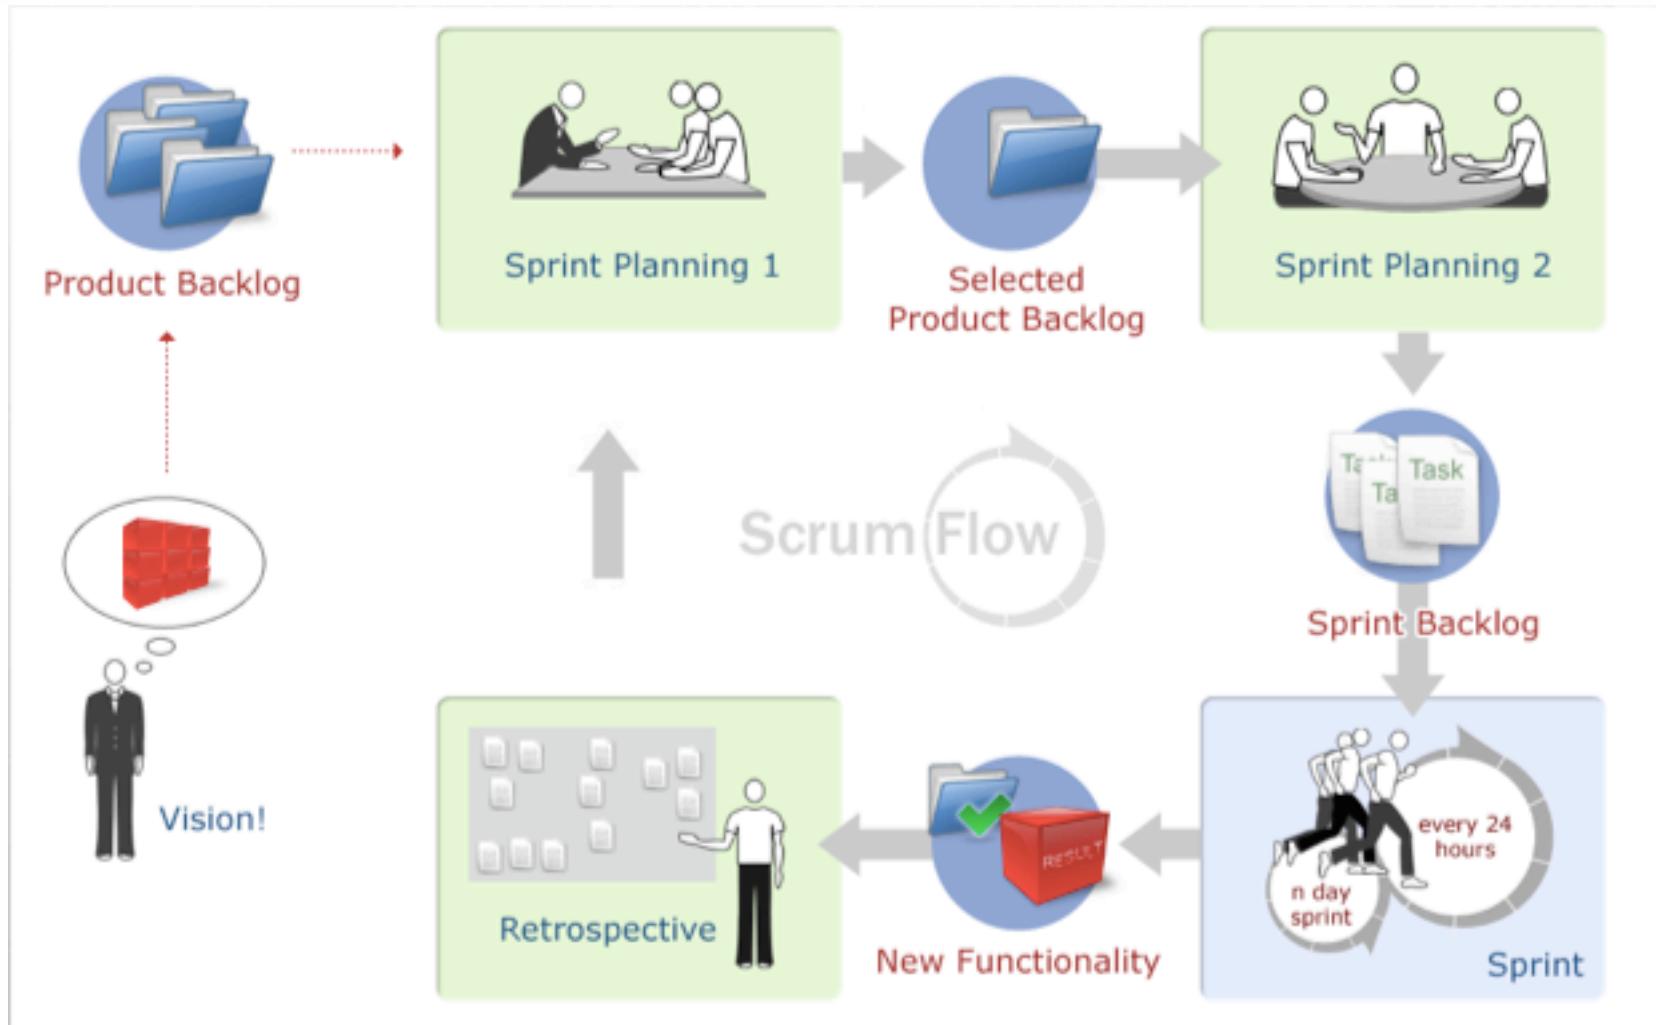 Product Backlog
Sprint Planning 1
Selected
Product Backlog
Sprint Planning 2
Task
Sprint Backlog
Scrum Flow
Vision!
Retrospective
RESULT
New Functionality
every 24
hours
n day
sprint
Sprint